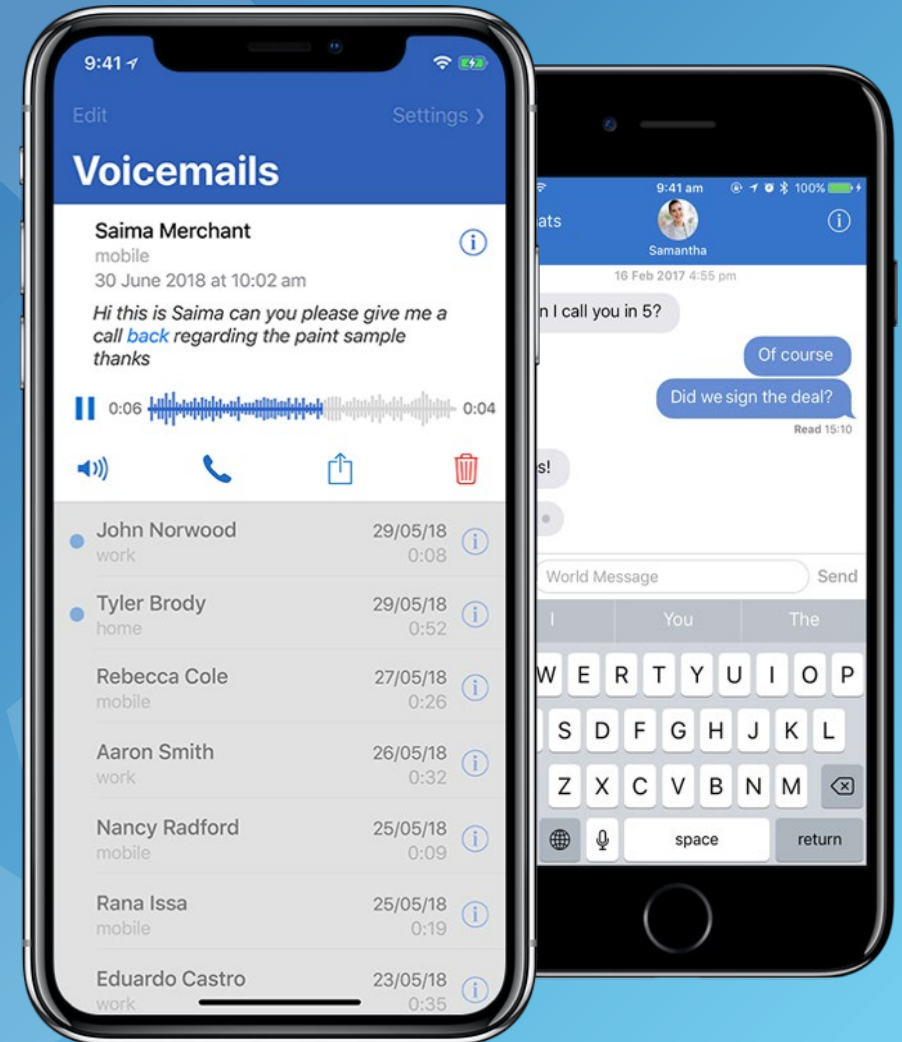 9:41
Edit
Settings
Voicemails
Saima Merchant
mobile
30 June 2018 at 10:02 am
Hi this is Saima can you please give me a
call back regarding the paint sample
thanks
0:06
0:04
John Norwood
29/05/18
work
0:08
Tyler Brody
29/05/18
home
0:52
Rebecca Cole
27/05/18
mobile
0:26
Aaron Smith
26/05/18
work
0:32
Nancy Radford
25/05/18
mobile
0:09
Rana Issa
25/05/18
mobile
0:19
Eduardo Castro
23/05/18
work
0:35
9:41 am
100%
ats
Samantha
16 Feb 2017 4:55 pm
n I call you in 5?
Of course
Did we sign the deal?
Read 15:10
s!
World Message
Send
I You The
W E R T Y U I O P
S D F G H J K L
Z X C V B N M
space
return